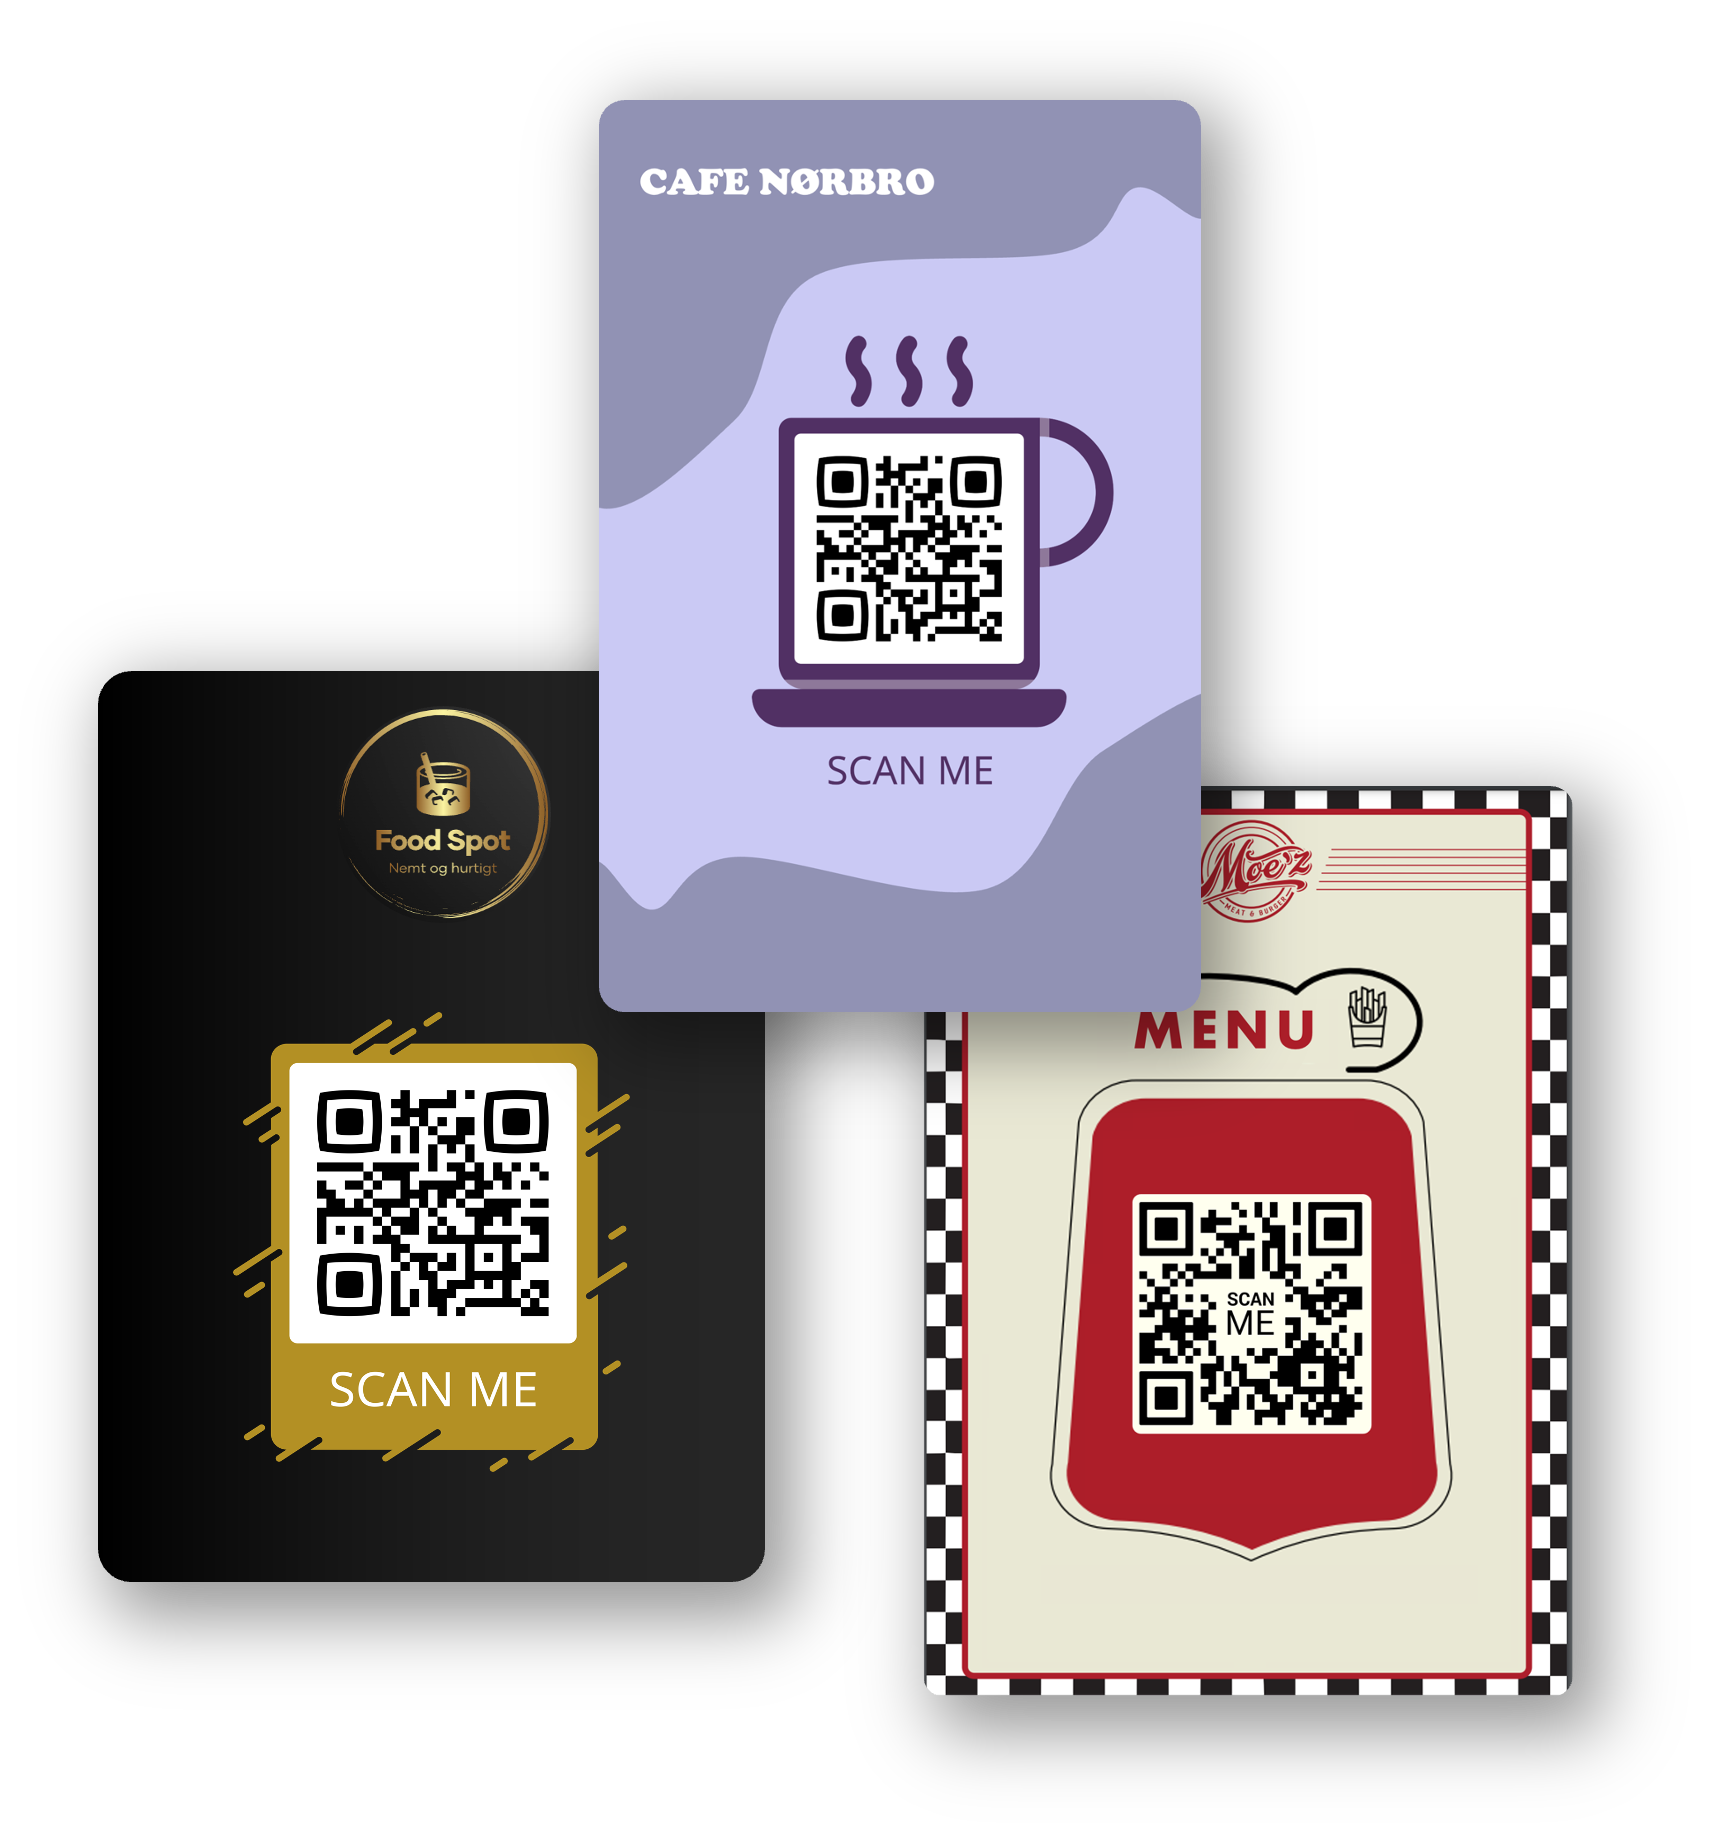 CAFE NØRBRO
SCAN ME
Food Spot
Nemt og hurtigt
SCAN ME
Moe'z
MEAT & BURGER
MENU
SCAN
ME